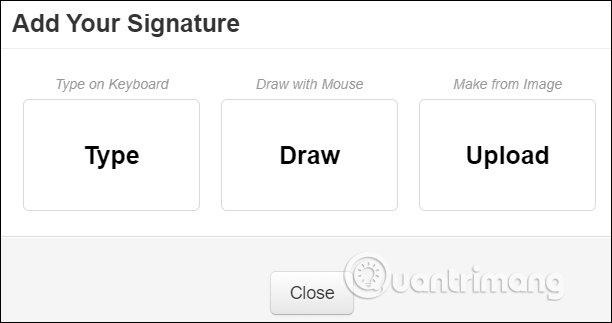 Add Your Signature
Type on Keyboard
Draw with Mouse
Make from Image
Type
Draw
Upload
Close
Quantrimang